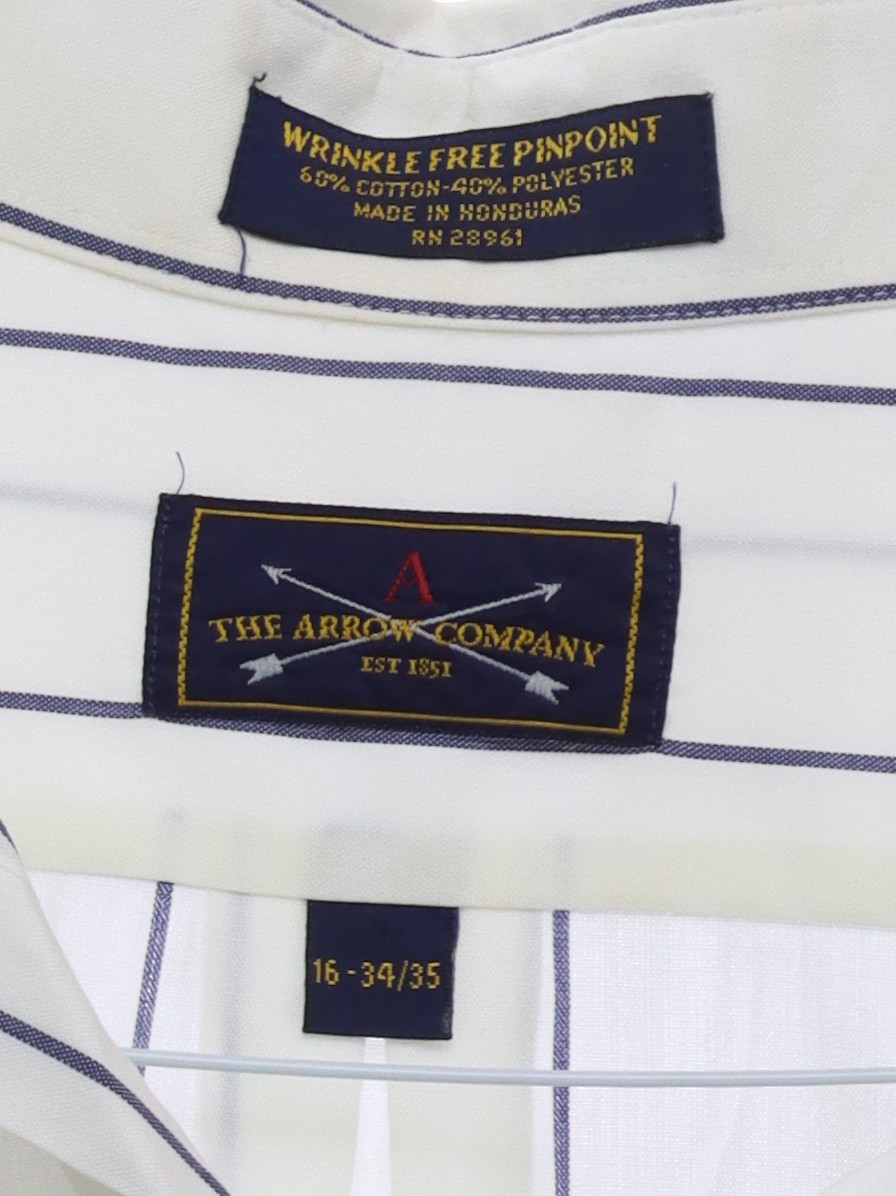 WRINKLE FREE PINPOINT
60% COTTON-40% POLYESTER
MADE IN HONDURAS
RN 28961
A
THE ARROW COMPANY
EST 1851
16-34/35